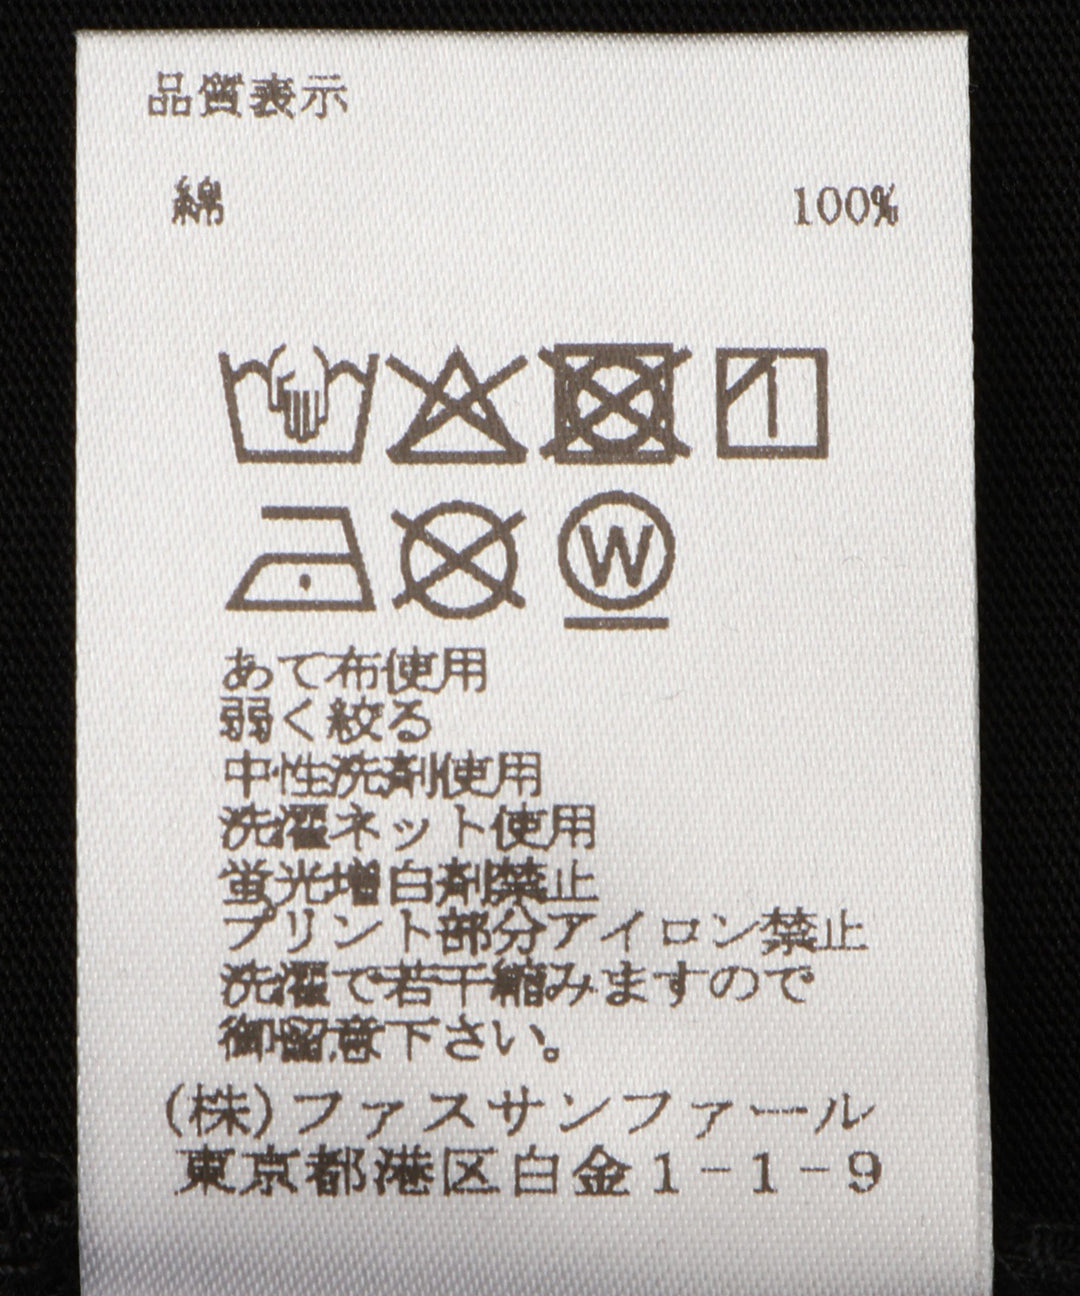 品質表示
綿 100%
W
あて布使用
弱く絞る
中性洗剤使用
洗濯ネット使用
蛍光増白剤禁止
プリント部分アイロン禁止
洗濯で若干縮みますので
御留意下さい。
(株)ファスサンファール
東京都港区白金1-1-9